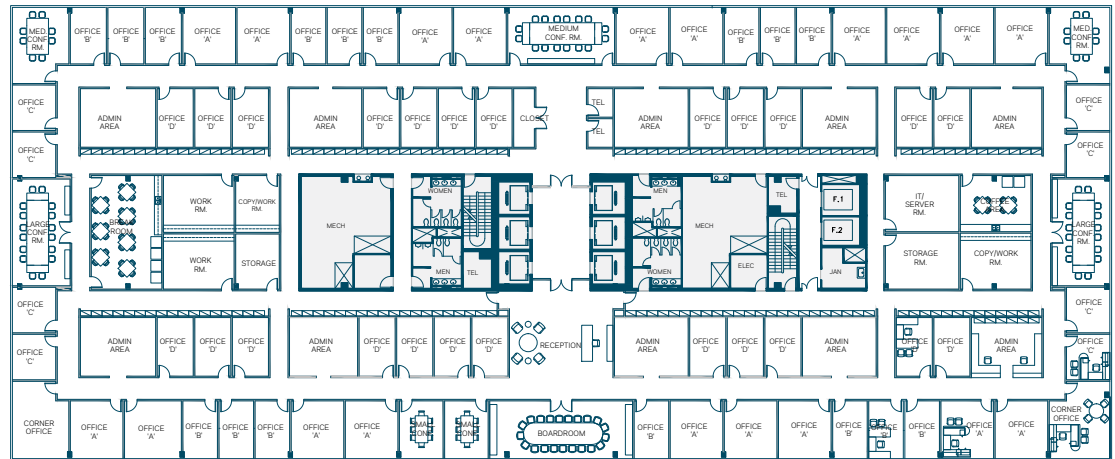 MED.
CONF.
RM.
OFFICE
'B'
OFFICE
'B'
OFFICE
'B'
OFFICE
'A'
OFFICE
'A'
OFFICE
'B'
OFFICE
'B'
OFFICE
'B'
OFFICE
'A'
OFFICE
'A'
MEDIUM
CONF. RM.
OFFICE
'A'
OFFICE
'A'
OFFICE
'B'
OFFICE
'B'
OFFICE
'B'
OFFICE
'A'
OFFICE
'A'
OFFICE
'A'
OFFICE
'A'
MED.
CONF.
RM.
OFFICE
'C'
ADMIN
AREA
OFFICE
'D'
OFFICE
'D'
OFFICE
'D'
ADMIN
AREA
OFFICE
'D'
OFFICE
'D'
OFFICE
'D'
OFFICE
'D'
CLOSET
TEL
TEL
ADMIN
AREA
OFFICE
'D'
OFFICE
'D'
OFFICE
'D'
ADMIN
AREA
OFFICE
'D'
OFFICE
'D'
ADMIN
AREA
OFFICE
'C'
OFFICE
'C'
OFFICE
'C'
LARGE
CONF.
RM.
BREAK
ROOM
WORK
RM.
COPY/WORK
RM.
WORK
RM.
STORAGE
MECH
WOMEN
MEN
TEL
MEN
WOMEN
MECH
TEL
ELEC
F.1
F.2
JAN
IT/
SERVER
RM.
COFFEE
AREA
STORAGE
RM.
COPY/WORK
RM.
LARGE
CONF.
RM.
OFFICE
'C'
OFFICE
'C'
OFFICE
'C'
ADMIN
AREA
OFFICE
'D'
OFFICE
'D'
OFFICE
'D'
ADMIN
AREA
OFFICE
'D'
OFFICE
'D'
OFFICE
'D'
OFFICE
'D'
RECEPTION
ADMIN
AREA
OFFICE
'D'
OFFICE
'D'
OFFICE
'D'
ADMIN
AREA
OFFICE
'D'
OFFICE
'D'
ADMIN
AREA
OFFICE
'C'
CORNER
OFFICE
OFFICE
'A'
OFFICE
'A'
OFFICE
'B'
OFFICE
'B'
OFFICE
'B'
OFFICE
'A'
OFFICE
'A'
SMALL
CONF.
SMALL
CONF.
BOARDROOM
OFFICE
'B'
OFFICE
'A'
OFFICE
'A'
OFFICE
'A'
OFFICE
'B'
OFFICE
'B'
OFFICE
'B'
OFFICE
'A'
OFFICE
'A'
CORNER
OFFICE